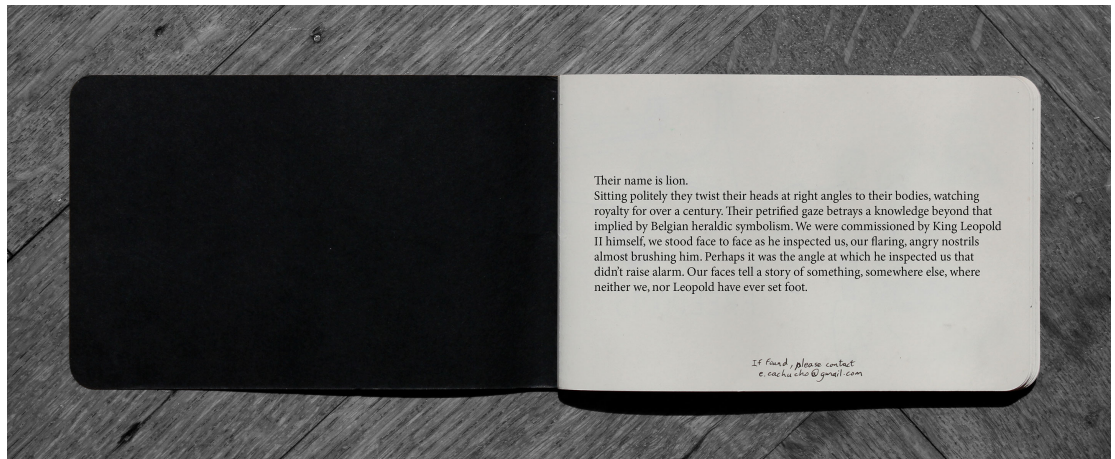 Their name is lion.
Sitting politely they twist their heads at right angles to their bodies, watching
royalty for over a century. Their petrified gaze betrays a knowledge beyond that
implied by Belgian heraldic symbolism. We were commissioned by King Leopold
II himself, we stood face to face as he inspected us, our flaring, angry nostrils
almost brushing him. Perhaps it was the angle at which he inspected us that
didn't raise alarm. Our faces tell a story of something, somewhere else, where
neither we, nor Leopold have ever set foot.
If found, please contact
e.cachucho@gmail.com